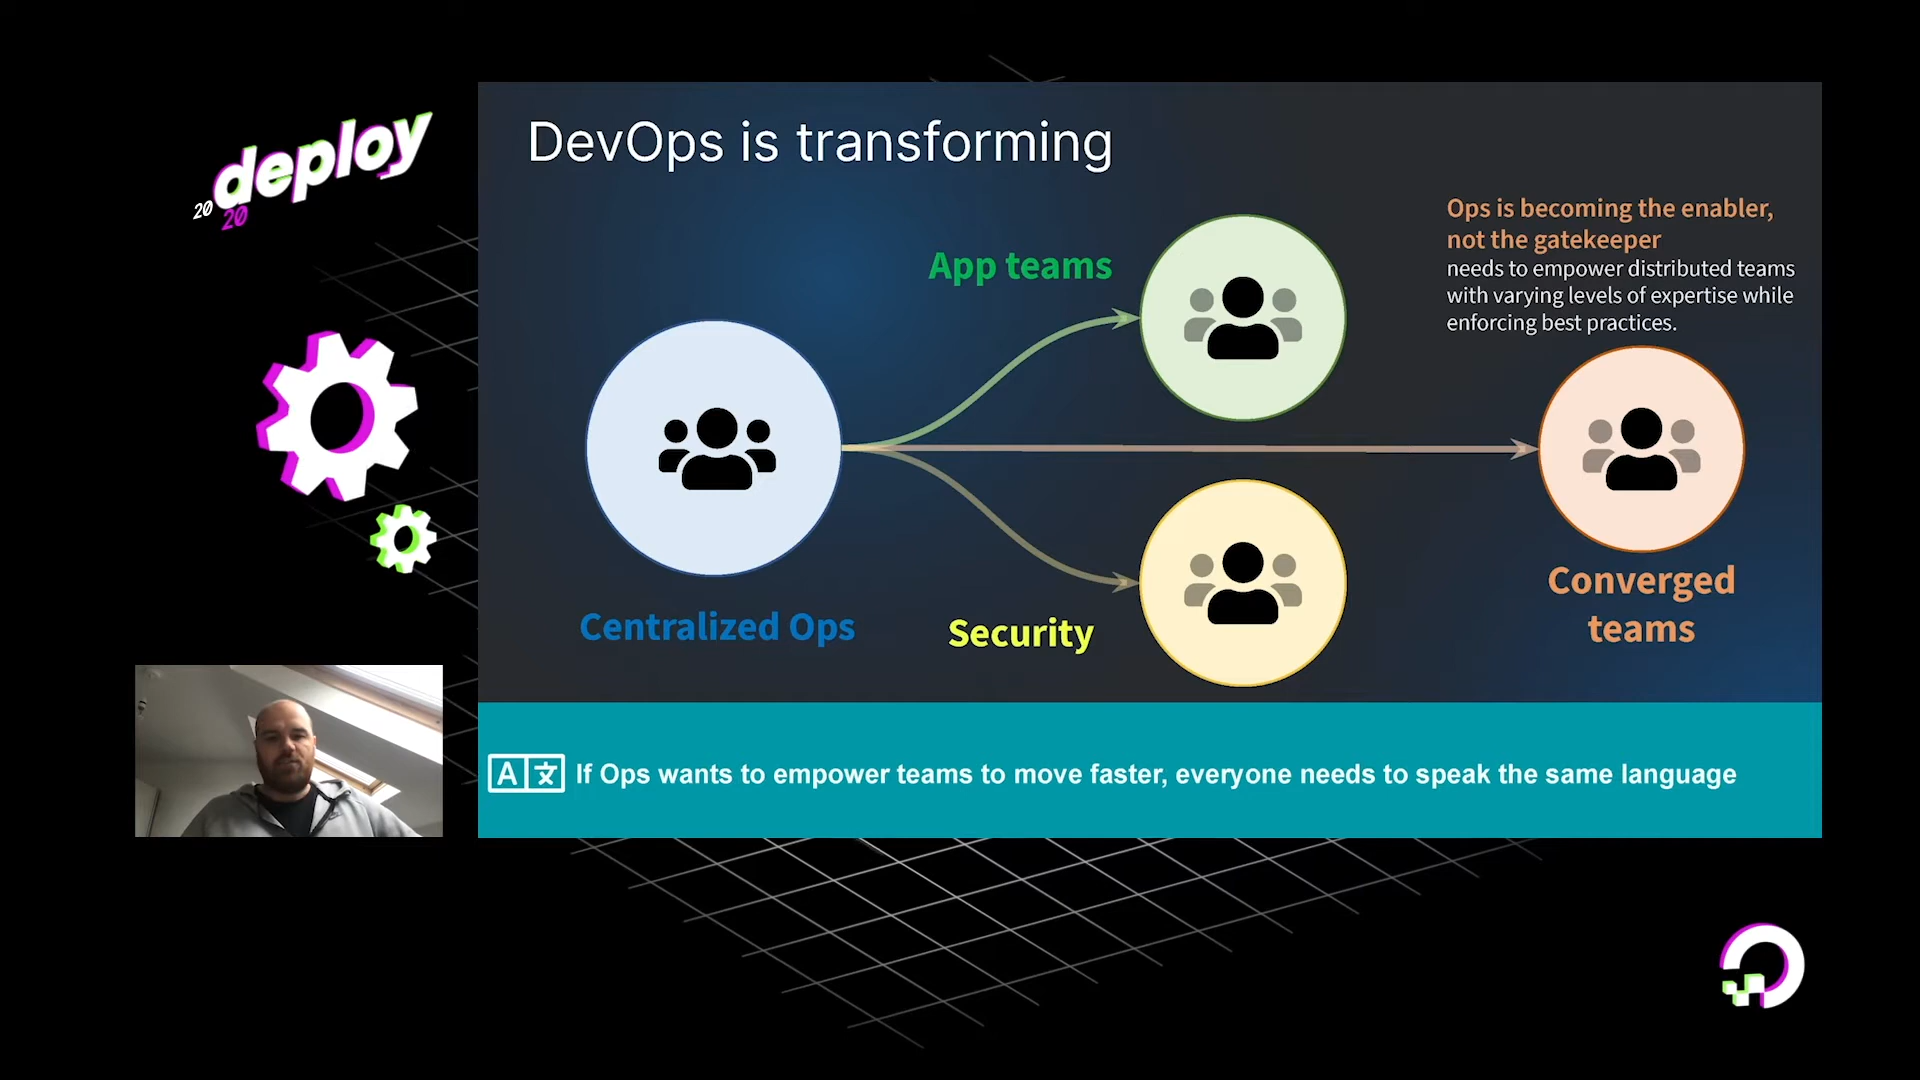 deploy
20
20
DevOps is transforming
Ops is becoming the enabler,
not the gatekeeper
needs to empower distributed teams
with varying levels of expertise while
enforcing best practices.
App teams
Centralized Ops
Security
Converged
teams
A 文 If Ops wants to empower teams to move faster, everyone needs to speak the same language